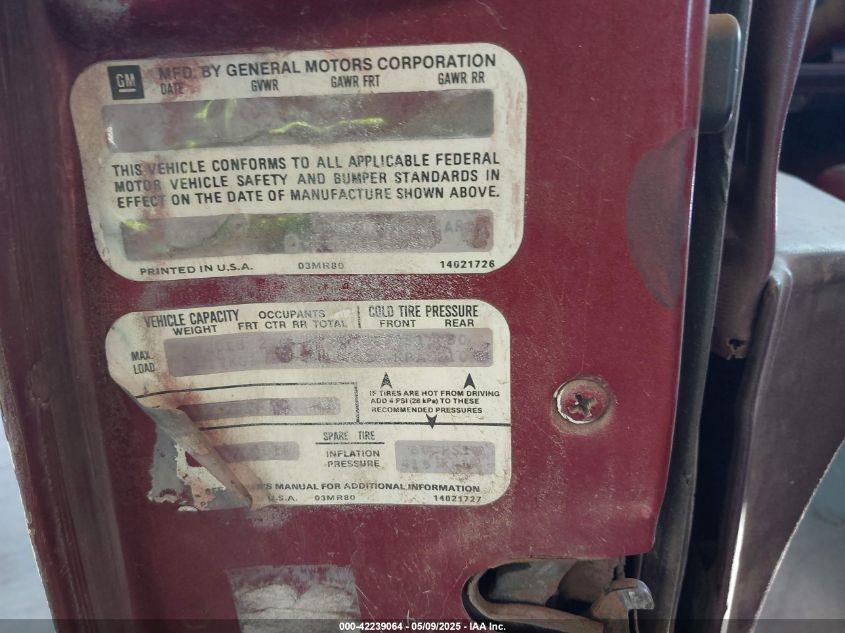 GM
MFD. BY GENERAL MOTORS CORPORATION
DATE GVWR GAWR FRT GAWR RR
THIS VEHICLE CONFORMS TO ALL APPLICABLE FEDERAL
MOTOR VEHICLE SAFETY AND BUMPER STANDARDS IN
EFFECT ON THE DATE OF MANUFACTURE SHOWN ABOVE.
PRINTED IN U.S.A. 03MR80 14021726
VEHICLE CAPACITY OCCUPANTS COLD TIRE PRESSURE
WEIGHT FRT CTR RR TOTAL FRONT REAR
MAX.
LOAD
IF TIRES ARE HOT FROM DRIVING
ADD 4 PSI (28 kPa) TO THESE
RECOMMENDED PRESSURES
SPARE TIRE
INFLATION
PRESSURE
MANUAL FOR ADDITIONAL INFORMATION
U.S.A. 03MR80 14021727
000-42239064 - 05/09/2025 - IAA Inc.